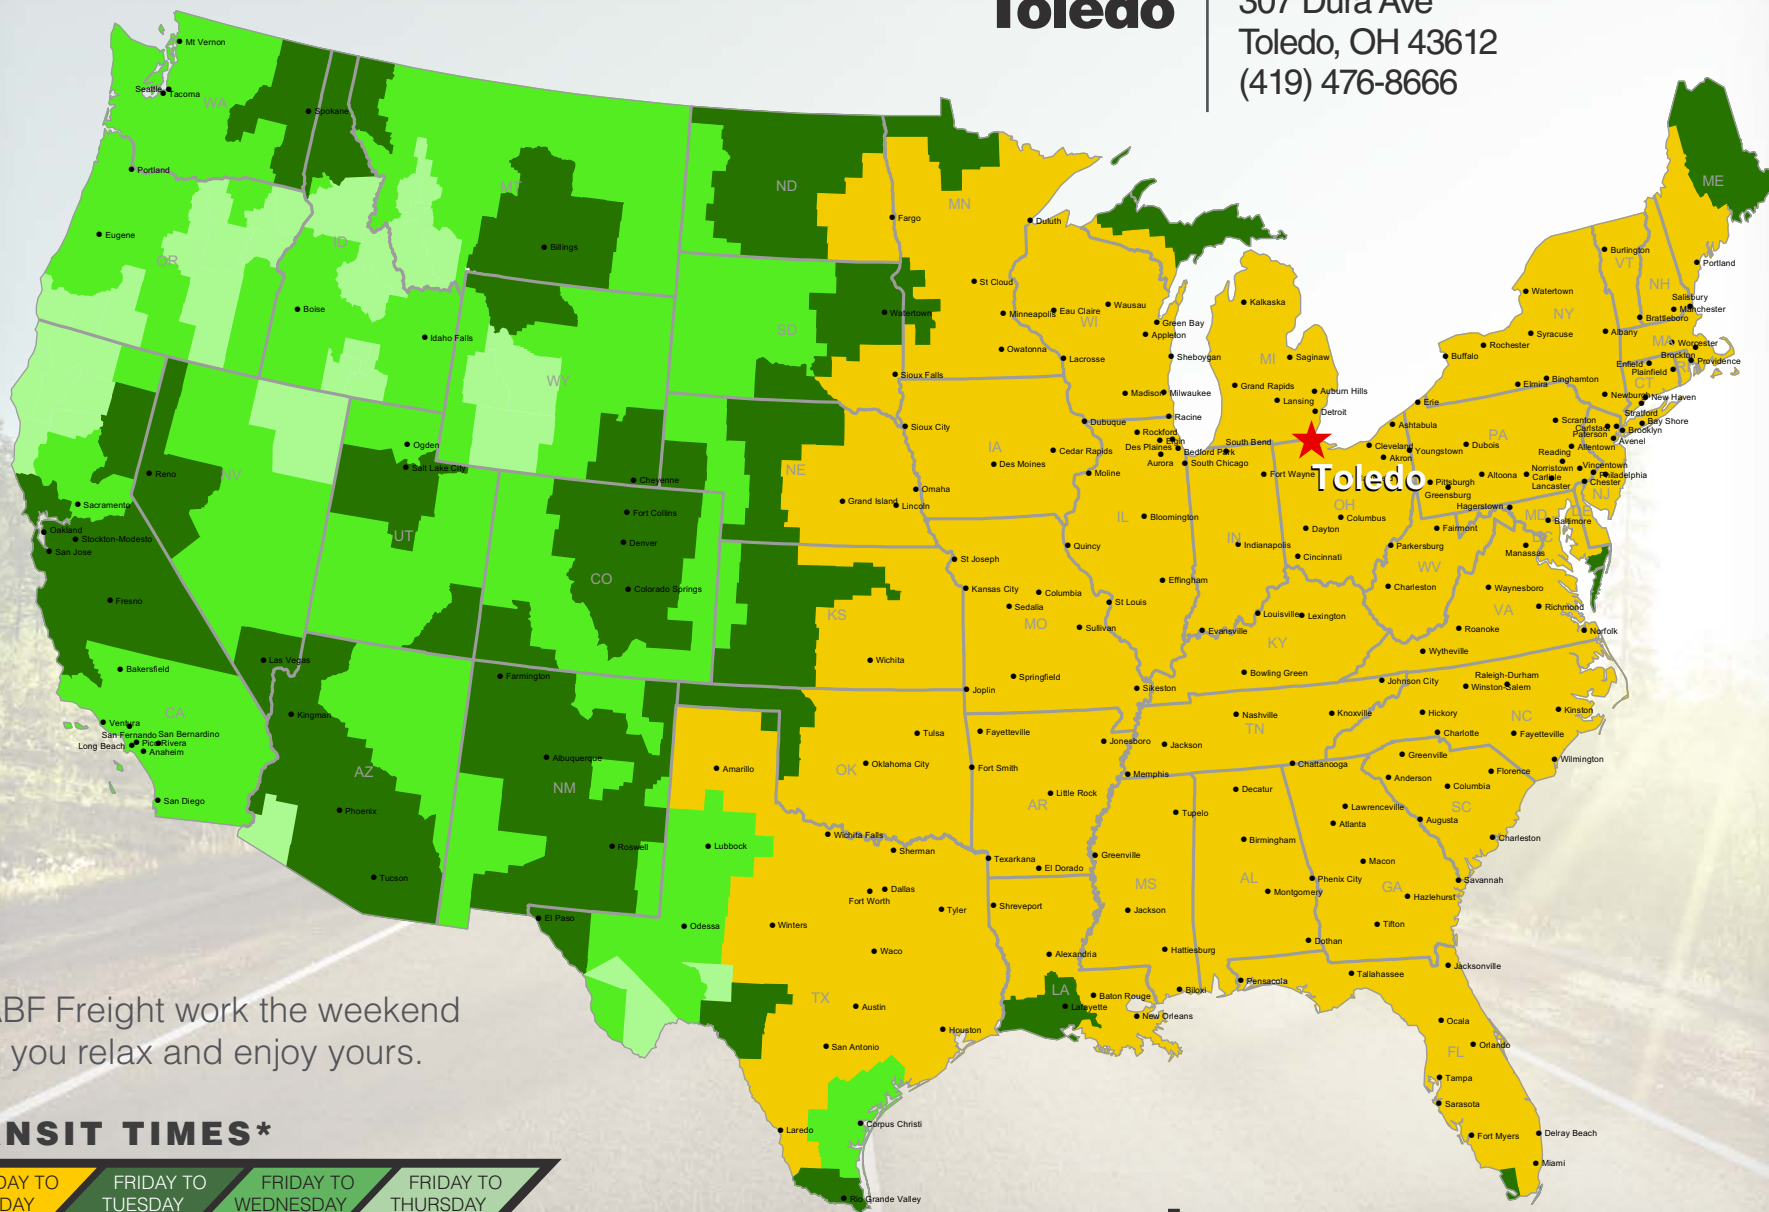 Toledo
307 Dura Ave
Toledo, OH 43612
(419) 476-8666
Mt Vernon
Seattle
Tacoma
WA
Spokane
Portland
Eugene
OR
ID
Boise
Idaho Falls
MT
Billings
ND
Fargo
MN
Duluth
St Cloud
Minneapolis
Owatonna
SD
Watertown
Sioux Falls
WY
Cheyenne
WI
Eau Claire
Wausau
Green Bay
Appleton
Sheboygan
Lacrosse
Madison
Milwaukee
Racine
MI
Kalkaska
Saginaw
Grand Rapids
Lansing
Auburn Hills
Detroit
ME
VT
Burlington
NH
Portland
Salisbury
Manchester
Brattleboro
NY
Watertown
Syracuse
Rochester
Buffalo
Albany
Binghamton
Elmira
Newburgh
MA
Worcester
Brockton
Providence
Enfield
Plainfield
RI
CT
New Haven
Stratford
Bay Shore
Brooklyn
Carlstadt
Paterson
Avenel
PA
Erie
Scranton
Allentown
Dubois
Reading
Norristown
Vincentown
Philadelphia
Carlisle
Lancaster
Chester
Altoona
Pittsburgh
Greensburg
NJ
Hagerstown
MD
DE
DC
Baltimore
Manassas
Ashtabula
Cleveland
Akron
Youngstown
Toledo
OH
Columbus
Dayton
Cincinnati
WV
Fairmont
Parkersburg
Charleston
VA
Waynesboro
Richmond
Roanoke
Norfolk
Wytheville
IN
South Bend
Fort Wayne
Indianapolis
Evansville
IL
Rockford
Elgin
Des Plaines
Bedford Park
Aurora
South Chicago
Bloomington
Quincy
Effingham
IA
Dubuque
Cedar Rapids
Des Moines
Moline
Sioux City
NE
Omaha
Grand Island
Lincoln
NV
Reno
Las Vegas
UT
Ogden
Salt Lake City
CO
Fort Collins
Denver
Colorado Springs
KS
Wichita
MO
St Joseph
Kansas City
Columbia
Sedalia
St Louis
Sullivan
Springfield
Joplin
Sikeston
KY
Louisville
Lexington
Bowling Green
CA
Sacramento
Oakland
Stockton-Modesto
San Jose
Fresno
Bakersfield
Ventura
San Fernando
San Bernardino
Pico Rivera
Long Beach
Anaheim
San Diego
AZ
Kingman
Phoenix
Tucson
NM
Farmington
Albuquerque
Roswell
OK
Tulsa
Oklahoma City
AR
Fayetteville
Fort Smith
Jonesboro
Little Rock
El Dorado
TN
Johnson City
Nashville
Knoxville
Jackson
Memphis
Chattanooga
NC
Raleigh-Durham
Winston-Salem
Hickory
Kinston
Charlotte
Fayetteville
Wilmington
SC
Greenville
Anderson
Florence
Columbia
Charleston
GA
Lawrenceville
Atlanta
Augusta
Macon
Savannah
Hazlehurst
Tifton
AL
Decatur
Birmingham
Phenix City
Montgomery
Dothan
MS
Tupelo
Greenville
Jackson
Hattiesburg
Biloxi
LA
Shreveport
Alexandria
Baton Rouge
Lafayette
New Orleans
TX
Amarillo
Lubbock
Wichita Falls
Sherman
Texarkana
Dallas
Fort Worth
Tyler
Winters
Odessa
El Paso
Waco
Austin
Houston
San Antonio
Corpus Christi
Laredo
Rio Grande Valley
FL
Pensacola
Tallahassee
Jacksonville
Ocala
Orlando
Tampa
Sarasota
Fort Myers
Delray Beach
Miami
ABF Freight work the weekend
you relax and enjoy yours.
NSIT TIMES*
DAY TO
DAY
FRIDAY TO
TUESDAY
FRIDAY TO
WEDNESDAY
FRIDAY TO
THURSDAY